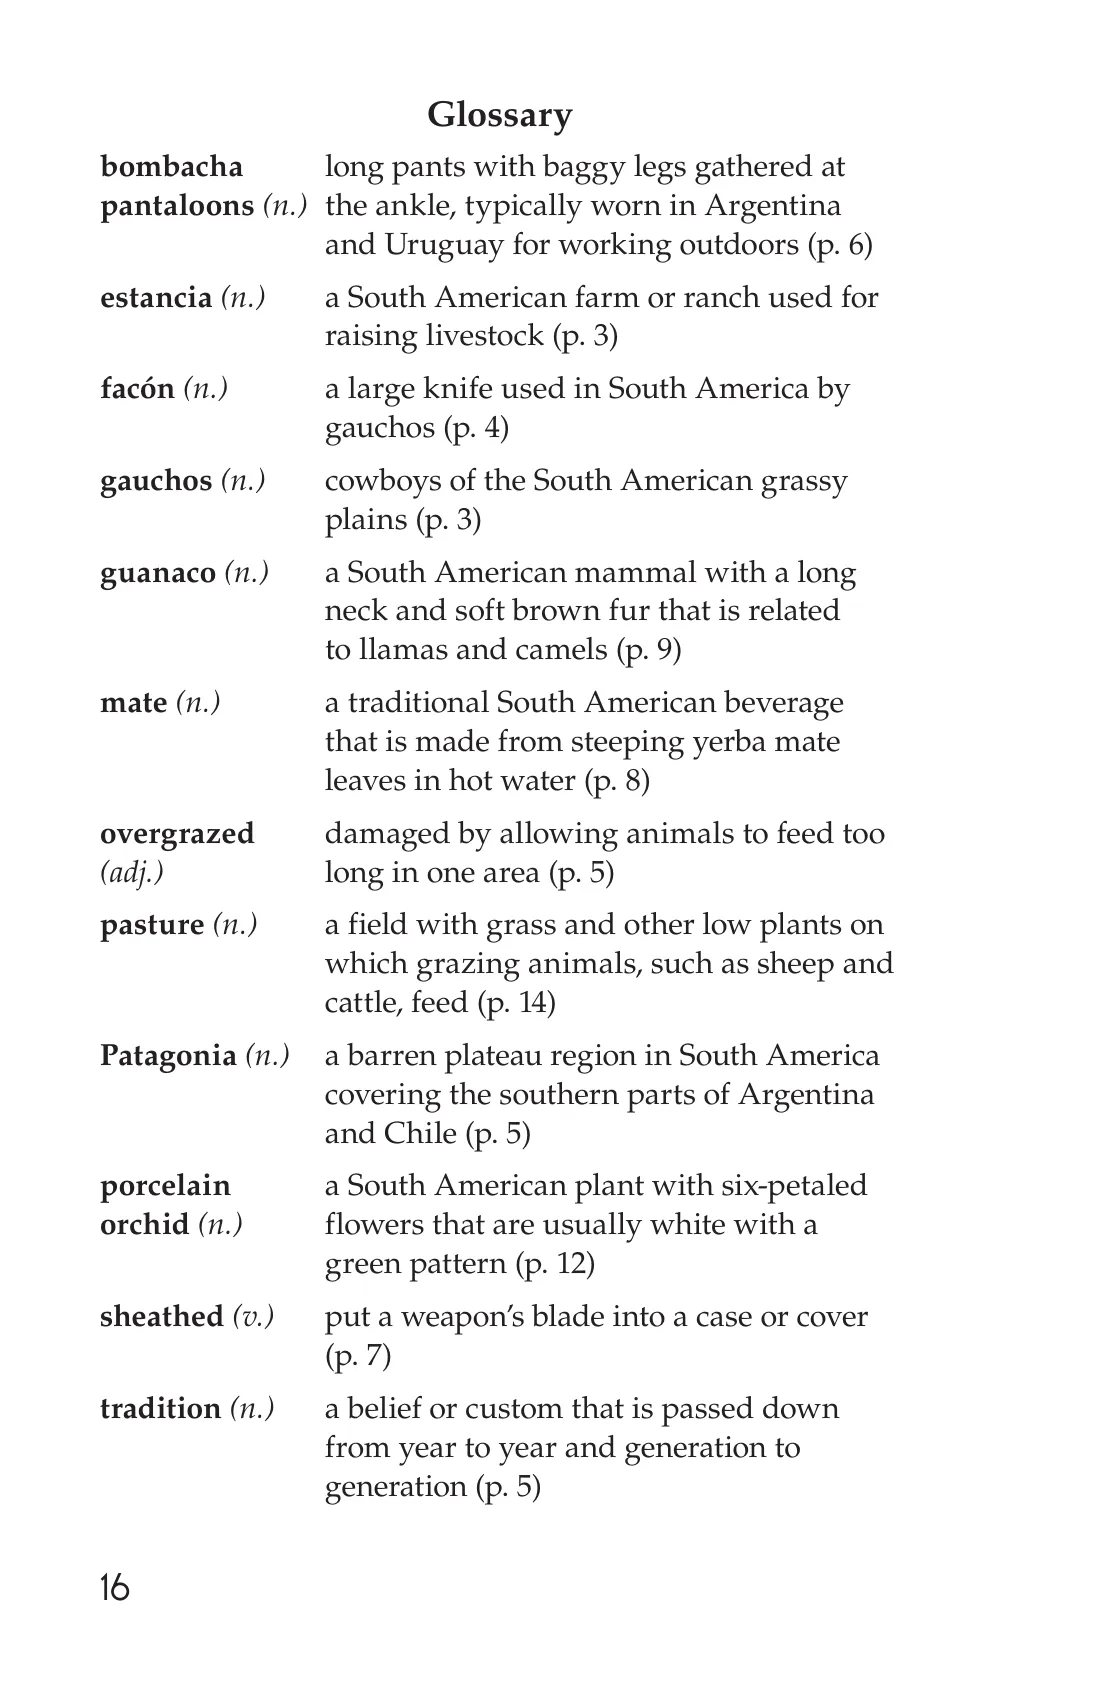 Glossary
bombacha long pants with baggy legs gathered at
pantaloons (n.) the ankle, typically worn in Argentina
and Uruguay for working outdoors (p. 6)
estancia (n.) a South American farm or ranch used for
raising livestock (p. 3)
facón (n.) a large knife used in South America by
gauchos (p. 4)
gauchos (n.) cowboys of the South American grassy
plains (p. 3)
guanaco (n.) a South American mammal with a long
neck and soft brown fur that is related
to llamas and camels (p. 9)
mate (n.) a traditional South American beverage
that is made from steeping yerba mate
leaves in hot water (p. 8)
overgrazed damaged by allowing animals to feed too
(adj.) long in one area (p. 5)
pasture (n.) a field with grass and other low plants on
which grazing animals, such as sheep and
cattle, feed (p. 14)
Patagonia (n.) a barren plateau region in South America
covering the southern parts of Argentina
and Chile (p. 5)
porcelain a South American plant with six-petaled
orchid (n.) flowers that are usually white with a
green pattern (p. 12)
sheathed (v.) put a weapon’s blade into a case or cover
(p. 7)
tradition (n.) a belief or custom that is passed down
from year to year and generation to
generation (p. 5)
16